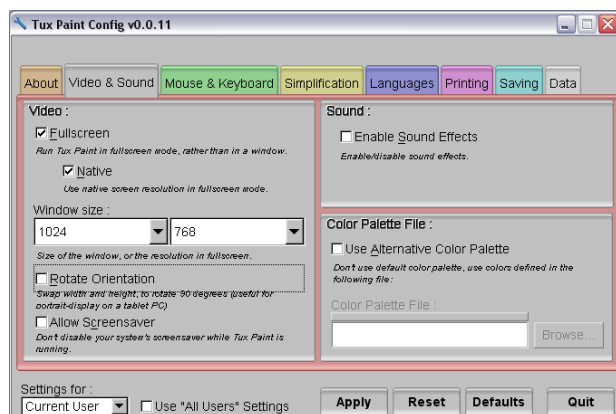 Tux Paint Config v0.0.11
About Video & Sound Mouse & Keyboard Simplification Languages Printing Saving Data
Video :
Fullscreen
Run Tux Paint in fullscreen mode, rather than in a window.
Native
Use native screen resolution in fullscreen mode.
Window size :
1024 768
Size of the window, or the resolution in fullscreen.
Rotate Orientation
Swap width and height, to rotate 90 degrees (useful for
portrait-display on a tablet PC)
Allow Screensaver
Don't disable your system's screensaver while Tux Paint is
running.
Sound :
Enable Sound Effects
Enable/disable sound effects.
Color Palette File :
Use Alternative Color Palette
Don't use default color palette, use colors defined in the
following file:
Color Palette File :
Browse...
Settings for :
Current User Use "All Users" Settings Apply Reset Defaults Quit